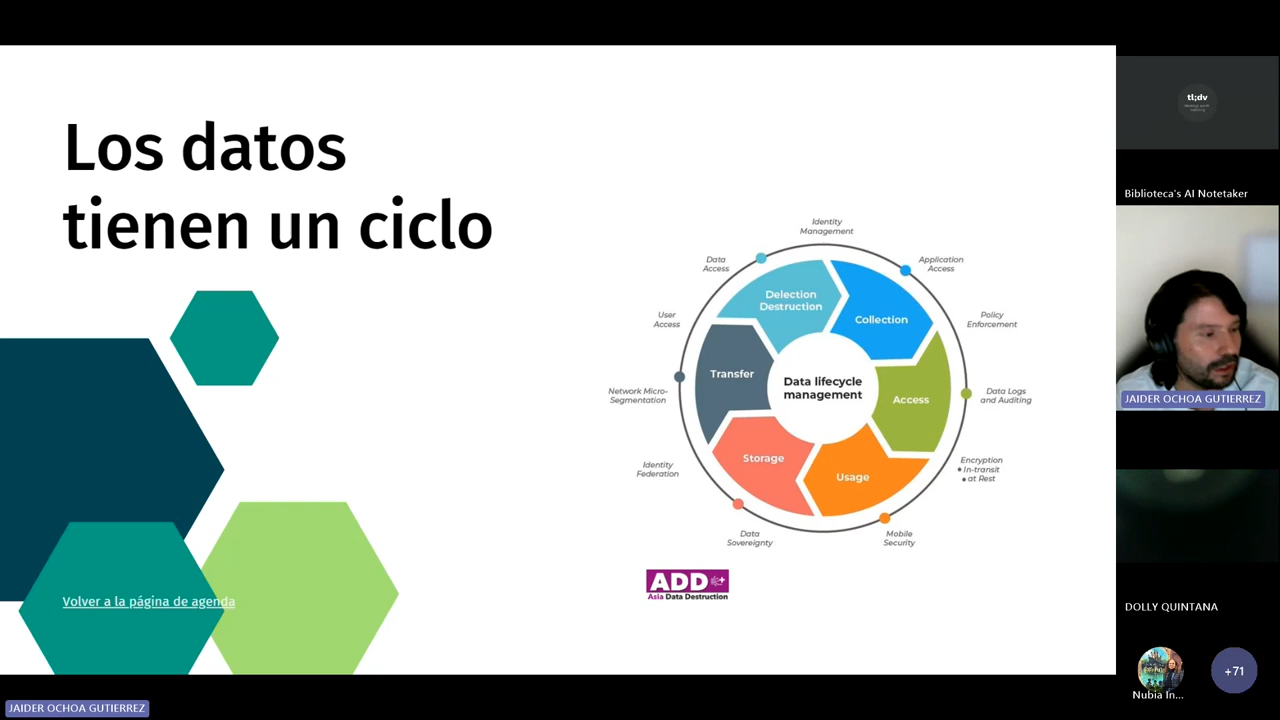 Los datos
tienen un ciclo
Identity
Management
Data
Access
Application
Access
User
Access
Policy
Enforcement
Network Micro-
Segmentation
Data Logs
and Auditing
Identity
Federation
Encryption
• In-transit
• at Rest
Data
Sovereignty
Mobile
Security
Delection
Destruction
Collection
Transfer
Data lifecycle
management
Access
Storage
Usage
ADD
Asia Data Destruction
Volver a la página de agenda
tl;dv
Biblioteca's AI Notetaker
JAIDER OCHOA GUTIERREZ
DOLLY QUINTANA
Nubia In...
+71
JAIDER OCHOA GUTIERREZ